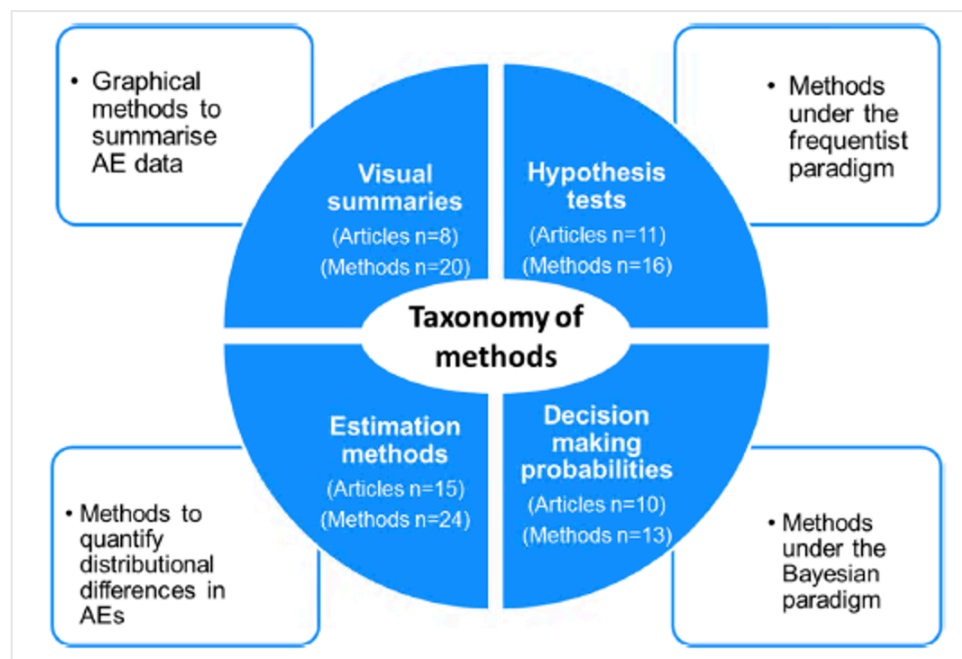 • Graphical
methods to
summarise
AE data
• Methods
under the
frequentist
paradigm
Visual
summaries
(Articles n=8)
(Methods n=20)
Hypothesis
tests
(Articles n=11)
(Methods n=16)
Taxonomy of
methods
Estimation
methods
(Articles n=15)
(Methods n=24)
Decision
making
probabilities
(Articles n=10)
(Methods n=13)
• Methods to
quantify
distributional
differences in
AEs
• Methods
under the
Bayesian
paradigm